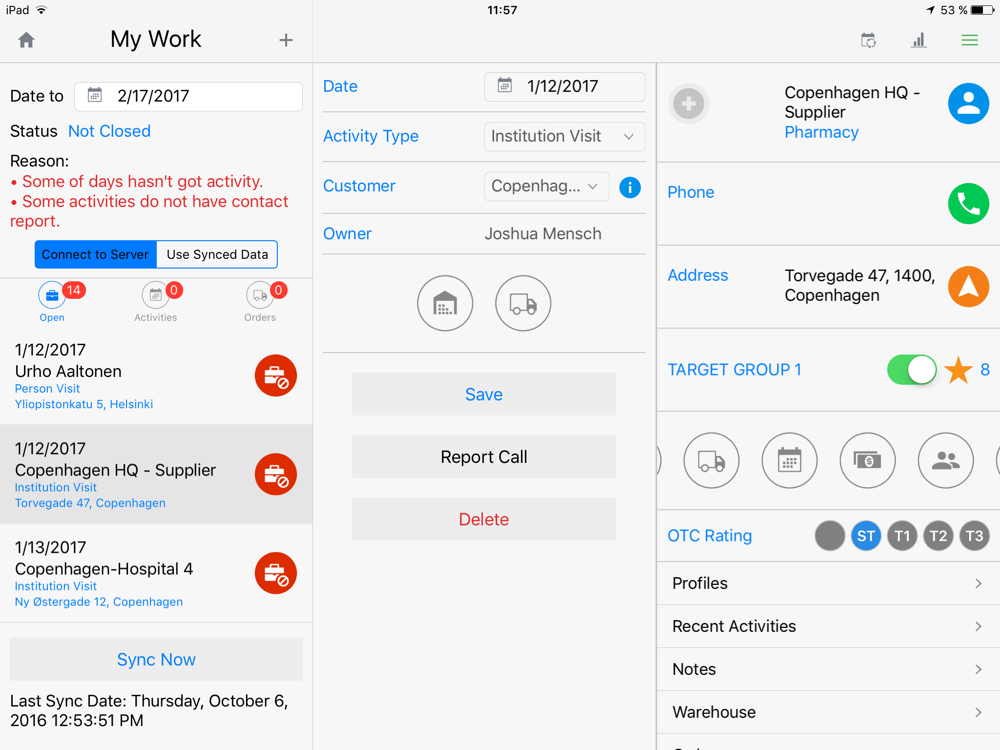 iPad
11:57
53 %
My Work
Date to
2/17/2017
Status Not Closed
Reason:
• Some of days hasn't got activity.
• Some activities do not have contact
report.
Connect to Server
Use Synced Data
14
0
0
Open
Activities
Orders
1/12/2017
Urho Aaltonen
Person Visit
Yliopistonkatu 5, Helsinki
1/12/2017
Copenhagen HQ - Supplier
Institution Visit
Torvegade 47, Copenhagen
1/13/2017
Copenhagen-Hospital 4
Institution Visit
Ny Østergade 12, Copenhagen
Sync Now
Last Sync Date: Thursday, October 6,
2016 12:53:51 PM
Date
1/12/2017
Activity Type
Institution Visit
Customer
Copenhag...
i
Owner
Joshua Mensch
Save
Report Call
Delete
Copenhagen HQ -
Supplier
Pharmacy
Phone
Address
Torvegade 47, 1400,
Copenhagen
TARGET GROUP 1
8
OTC Rating
ST
T1
T2
T3
Profiles
Recent Activities
Notes
Warehouse